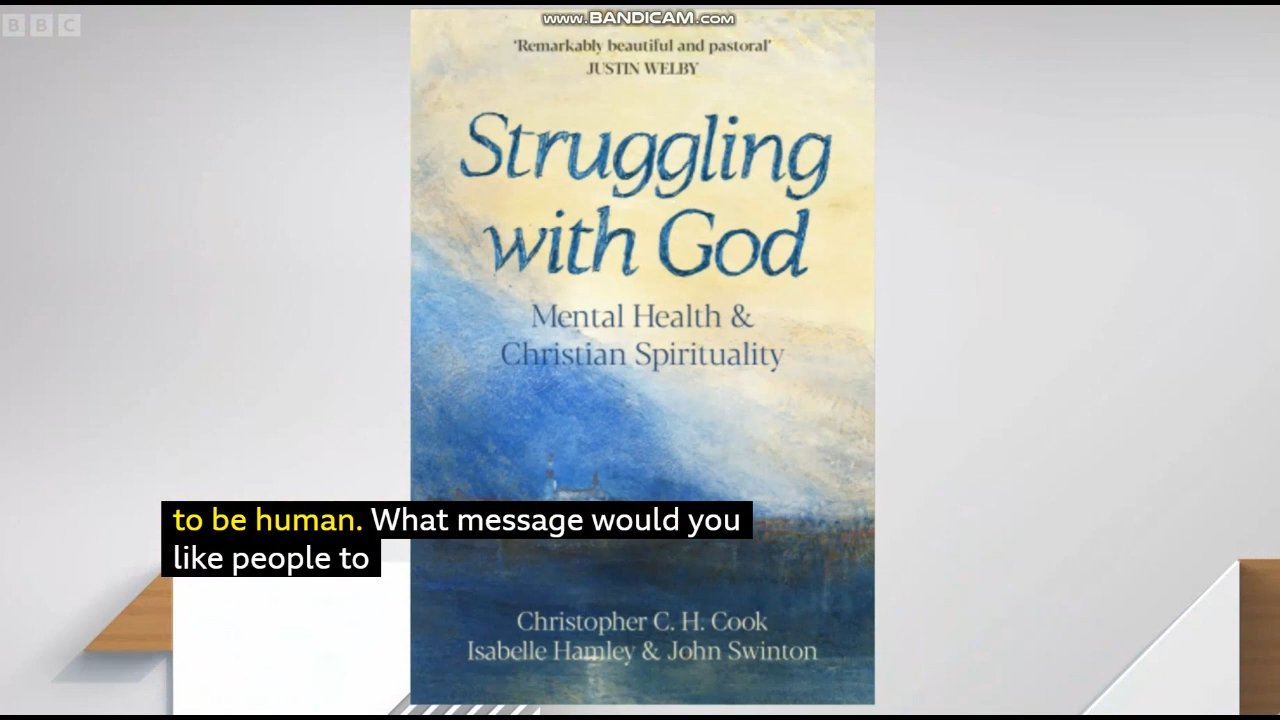 BBC
www.BANDICAM.com
'Remarkably beautiful and pastoral'
JUSTIN WELBY
Struggling
with God
Mental Health &
Christian Spirituality
to be human. What message would you
like people to
Christopher C. H. Cook
Isabelle Hamley & John Swinton